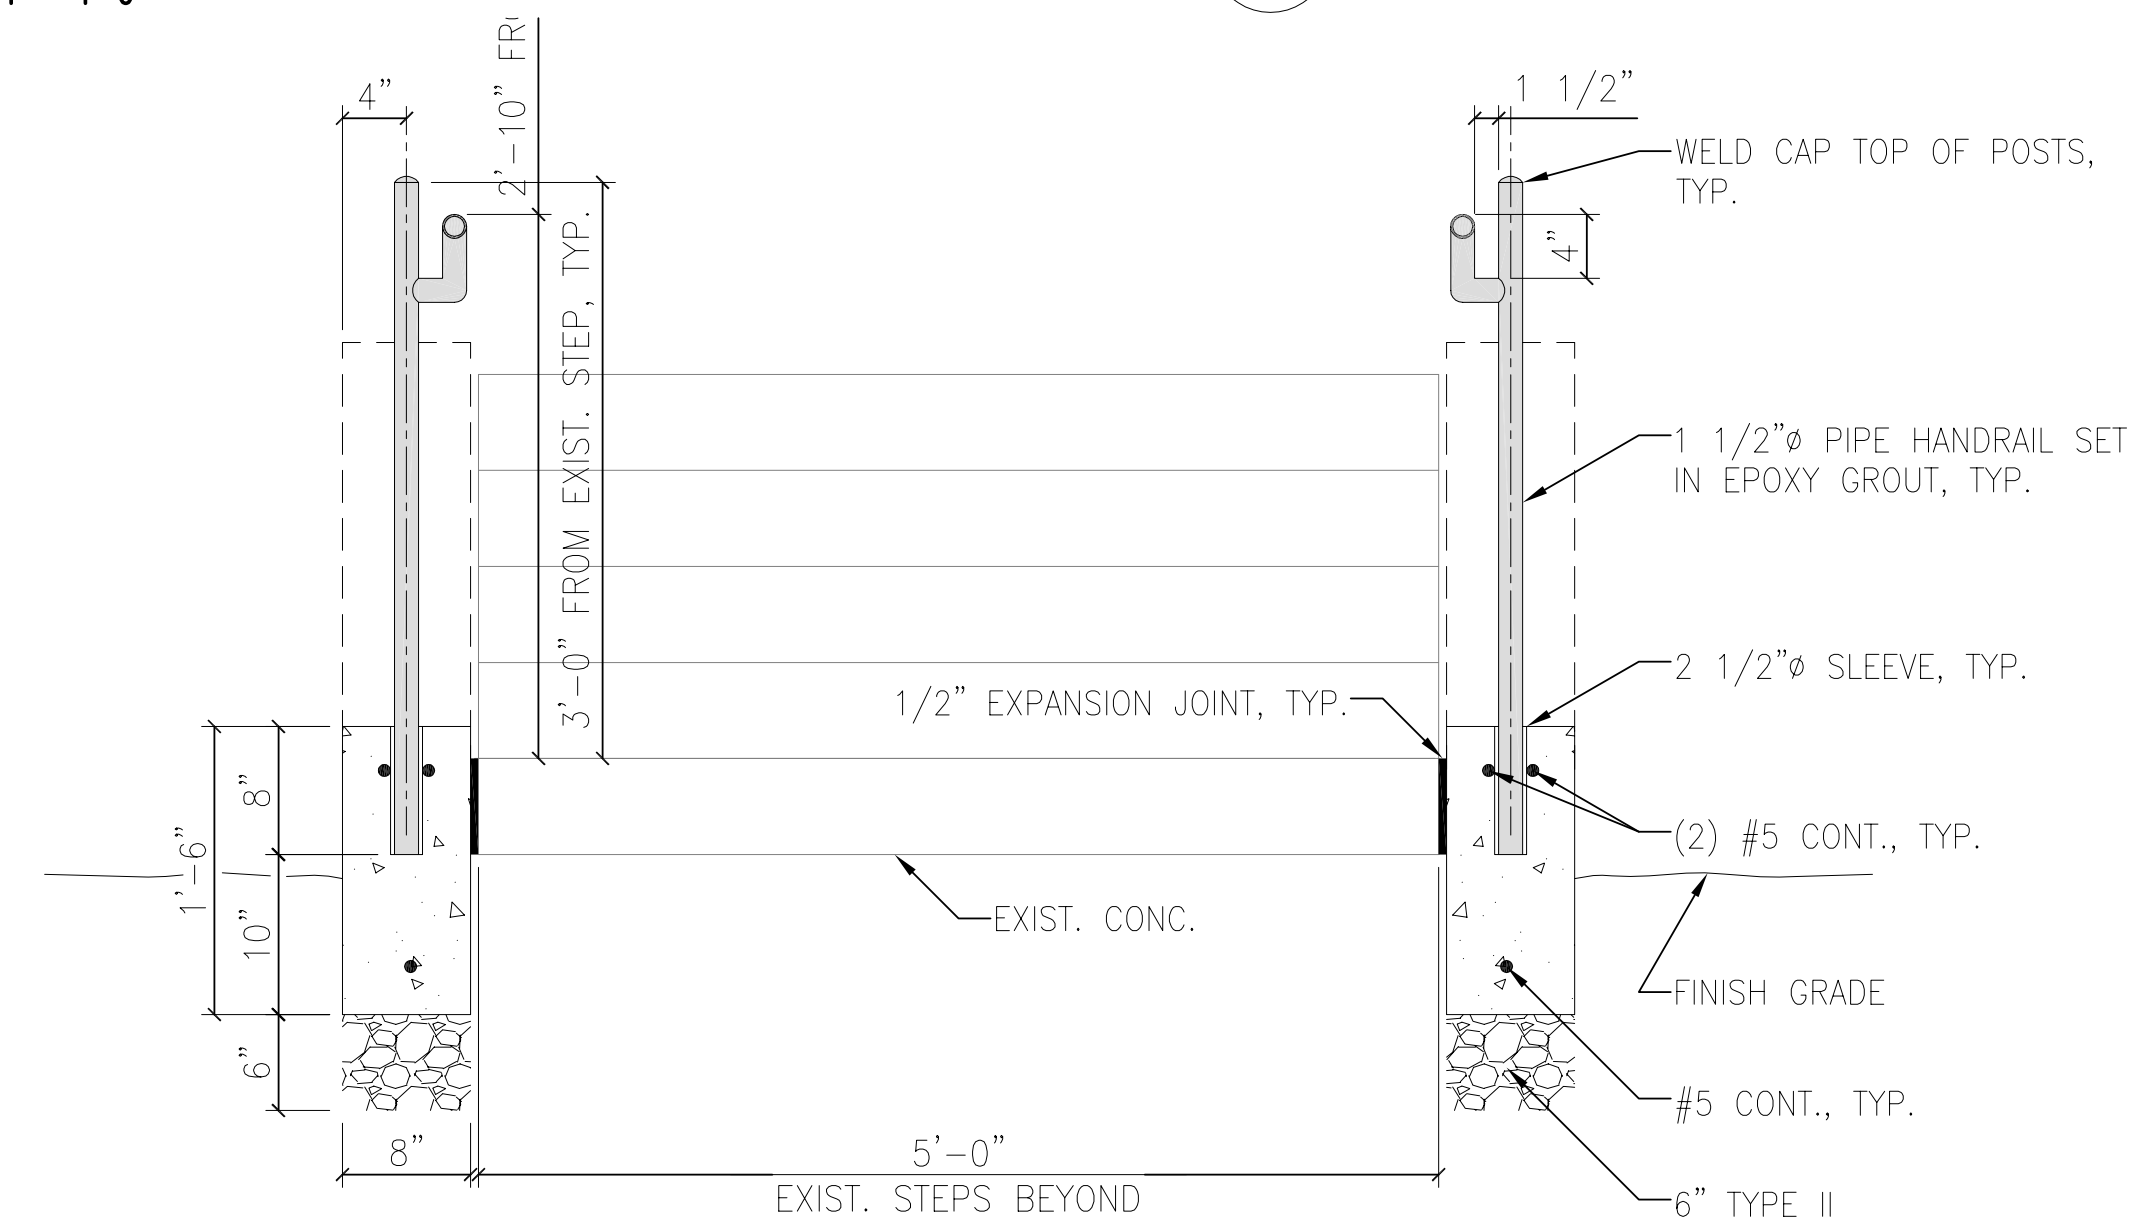 4”
2’-10”
1 1/2”
WELD CAP TOP OF POSTS,
TYP.
4”
3’-0” FROM EXIST. STEP, TYP.
1 1/2”ø PIPE HANDRAIL SET
IN EPOXY GROUT, TYP.
2 1/2”ø SLEEVE, TYP.
1/2” EXPANSION JOINT, TYP.
8”
1’-6”
(2) #5 CONT., TYP.
10”
EXIST. CONC.
FINISH GRADE
6”
#5 CONT., TYP.
8”
5’-0”
EXIST. STEPS BEYOND
6” TYPE II